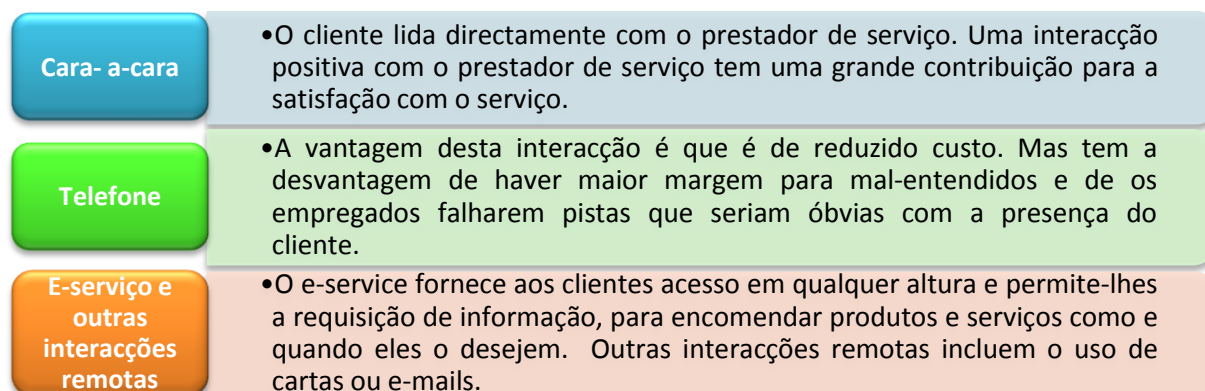 Cara- a-cara
•O cliente lida directamente com o prestador de serviço. Uma interacção
positiva com o prestador de serviço tem uma grande contribuição para a
satisfação com o serviço.
Telefone
•A vantagem desta interacção é que é de reduzido custo. Mas tem a
desvantagem de haver maior margem para mal-entendidos e de os
empregados falharem pistas que seriam óbvias com a presença do
cliente.
E-serviço e
outras
interacções
remotas
•O e-service fornece aos clientes acesso em qualquer altura e permite-lhes
a requisição de informação, para encomendar produtos e serviços como e
quando eles o desejem. Outras interacções remotas incluem o uso de
cartas ou e-mails.